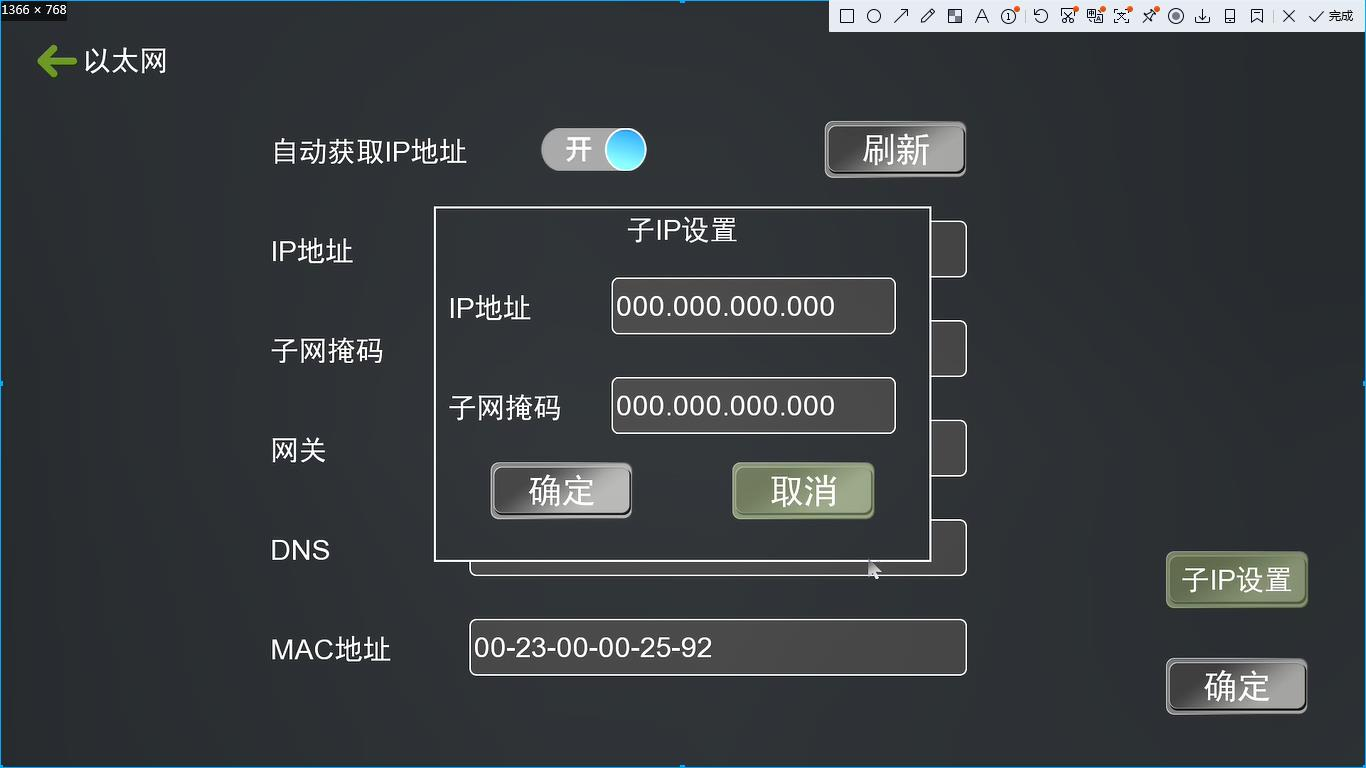 1366 × 768
完成
以太网
自动获取IP地址
开
刷新
子IP设置
IP地址
IP地址
000.000.000.000
子网掩码
子网掩码
000.000.000.000
网关
确定
取消
DNS
子IP设置
MAC地址
00-23-00-00-25-92
确定